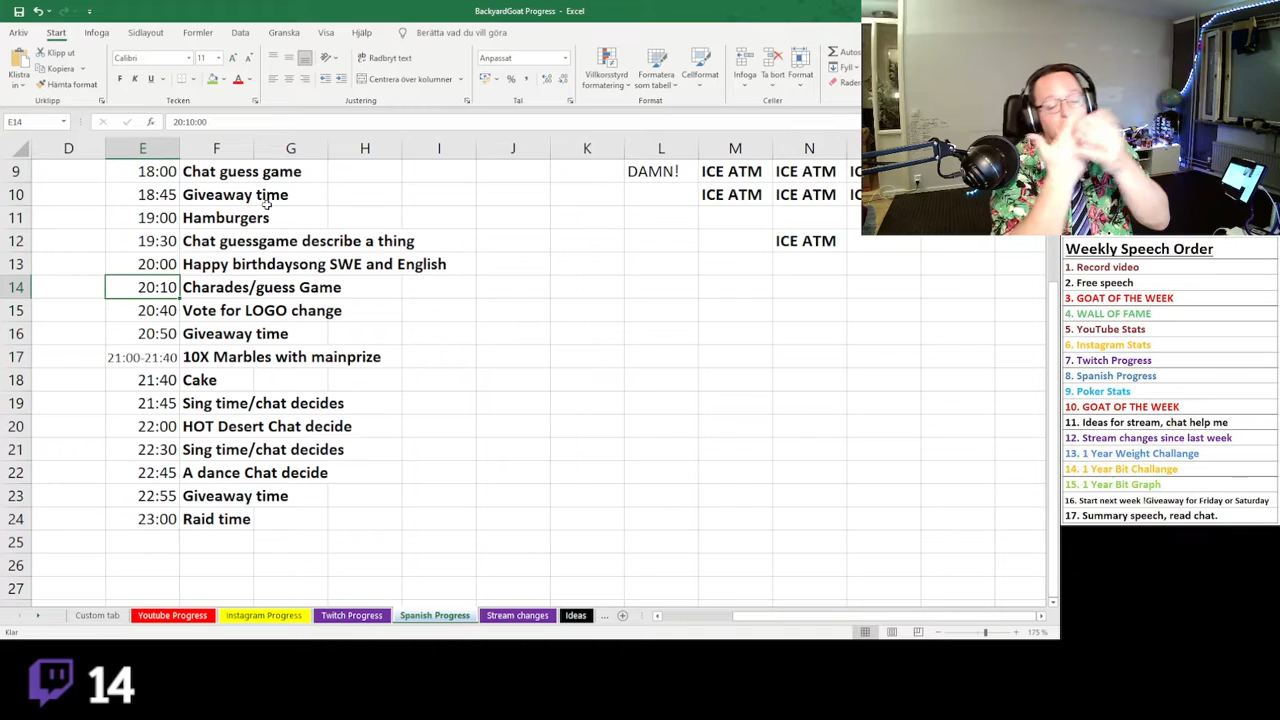 BackyardGoat Progress - Excel
Arkiv Start Infoga Sidlayout Formler Data Granska Visa Hjälp Berätta vad du vill göra
Klistra in
Klipp ut
Kopiera
Hämta format
Urklipp
Calibri 11
F K U
Tecken
Radbryt text
Centrera över kolumner
Justering
Anpassat
Tal
Villkorsstyrd formatering
Formatera som tabell
Cellformat
Format
Infoga Ta bort Format
Celler
Autos
Fyll
Rader
E14 fx 20:10:00
D E F G H I J K L M N
9 18:00 Chat guess game DAMN! ICE ATM ICE ATM IC
10 18:45 Giveaway time ICE ATM ICE ATM IC
11 19:00 Hamburgers
12 19:30 Chat guessgame describe a thing ICE ATM
13 20:00 Happy birthdaysong SWE and English
14 20:10 Charades/guess Game
15 20:40 Vote for LOGO change
16 20:50 Giveaway time
17 21:00-21:40 10X Marbles with mainprize
18 21:40 Cake
19 21:45 Sing time/chat decides
20 22:00 HOT Desert Chat decide
21 22:30 Sing time/chat decides
22 22:45 A dance Chat decide
23 22:55 Giveaway time
24 23:00 Raid time
25
26
27
Custom tab Youtube Progress Instagram Progress Twitch Progress Spanish Progress Stream changes Ideas ...
Klar 175 %
Weekly Speech Order
1. Record video
2. Free speech
3. GOAT OF THE WEEK
4. WALL OF FAME
5. YouTube Stats
6. Instagram Stats
7. Twitch Progress
8. Spanish Progress
9. Poker Stats
10. GOAT OF THE WEEK
11. Ideas for stream, chat help me
12. Stream changes since last week
13. 1 Year Weight Challange
14. 1 Year Bit Challange
15. 1 Year Bit Graph
16. Start next week !Giveaway for Friday or Saturday
17. Summary speech, read chat.
14